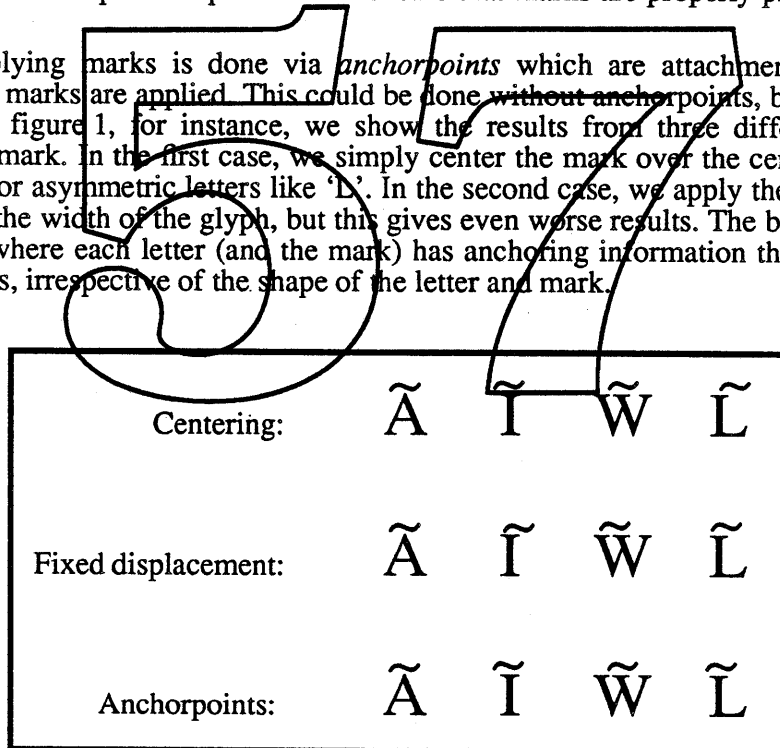 marks are properly p
57
lying marks is done via anchorpoints which are attachmen
marks are applied. This could be done without anchorpoints, b
figure 1, for instance, we show the results from three diffe
mark. In the first case, we simply center the mark over the cen
or asymmetric letters like ‘L’. In the second case, we apply the
the width of the glyph, but this gives even worse results. The b
where each letter (and the mark) has anchoring information th
s, irrespective of the shape of the letter and mark.
Centering: Ã Ĩ W̃ L̃
Fixed displacement: Ã Ĩ W̃ L̃
Anchorpoints: Ã Ĩ W̃ L̃